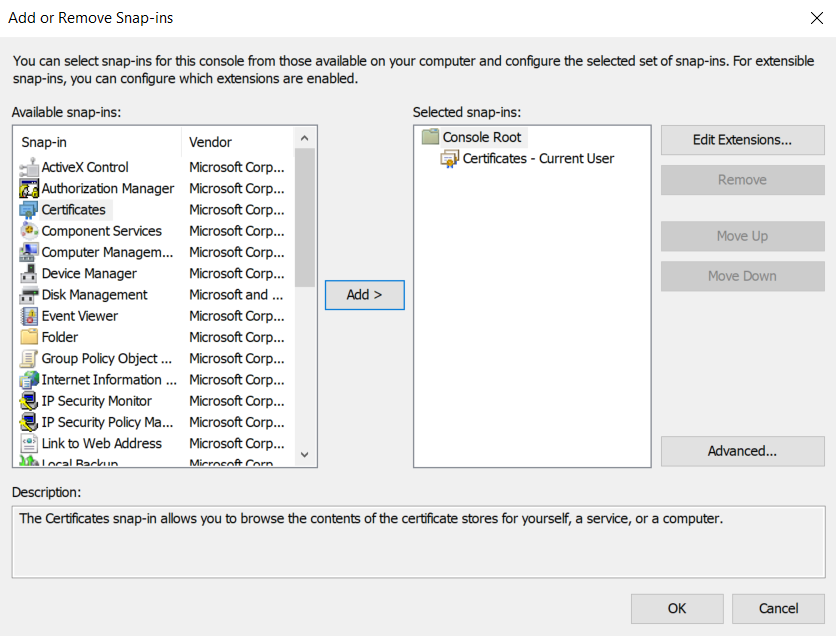 Add or Remove Snap-ins
You can select snap-ins for this console from those available on your computer and configure the selected set of snap-ins. For extensible
snap-ins, you can configure which extensions are enabled.
Available snap-ins:
Snap-in Vendor
ActiveX Control Microsoft Corp...
Authorization Manager Microsoft Corp...
Certificates Microsoft Corp...
Component Services Microsoft Corp...
Computer Managem... Microsoft Corp...
Device Manager Microsoft Corp...
Disk Management Microsoft and ...
Event Viewer Microsoft Corp...
Folder Microsoft Corp...
Group Policy Object ... Microsoft Corp...
Internet Information ... Microsoft Corp...
IP Security Monitor Microsoft Corp...
IP Security Policy Ma... Microsoft Corp...
Link to Web Address Microsoft Corp...
Local Backup Microsoft Corp
Add >
Selected snap-ins:
Console Root
Certificates - Current User
Edit Extensions...
Remove
Move Up
Move Down
Advanced...
Description:
The Certificates snap-in allows you to browse the contents of the certificate stores for yourself, a service, or a computer.
OK
Cancel